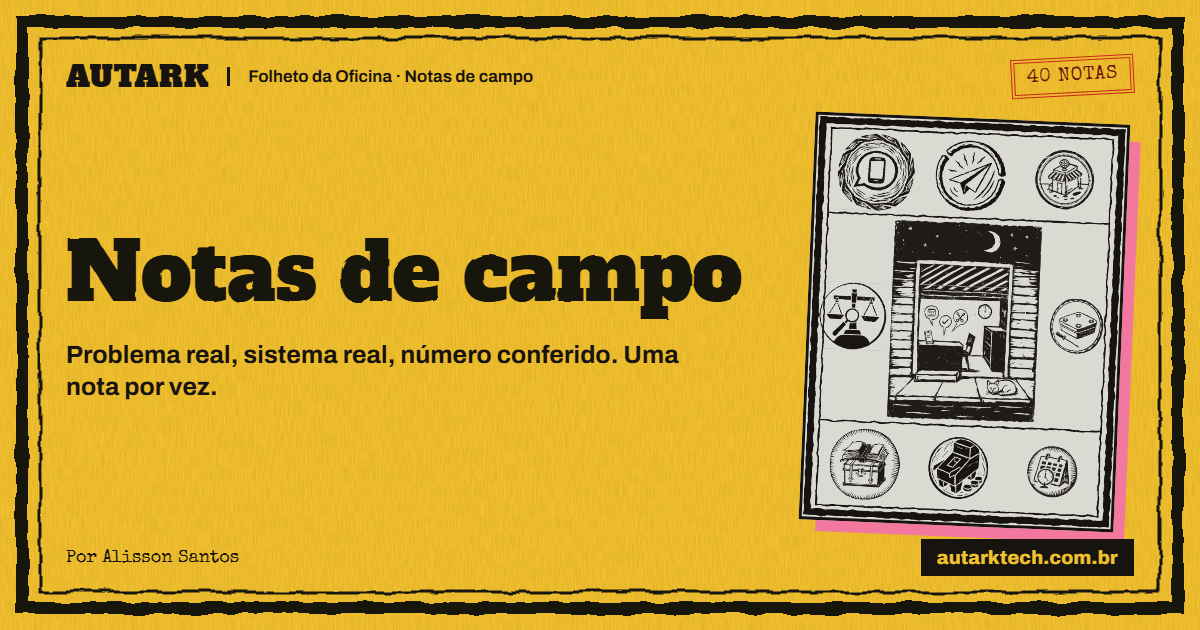 AUTARK
Folheto da Oficina · Notas de campo
40 NOTAS
Notas de campo
Problema real, sistema real, número conferido. Uma
nota por vez.
Por Alisson Santos
autarktech.com.br